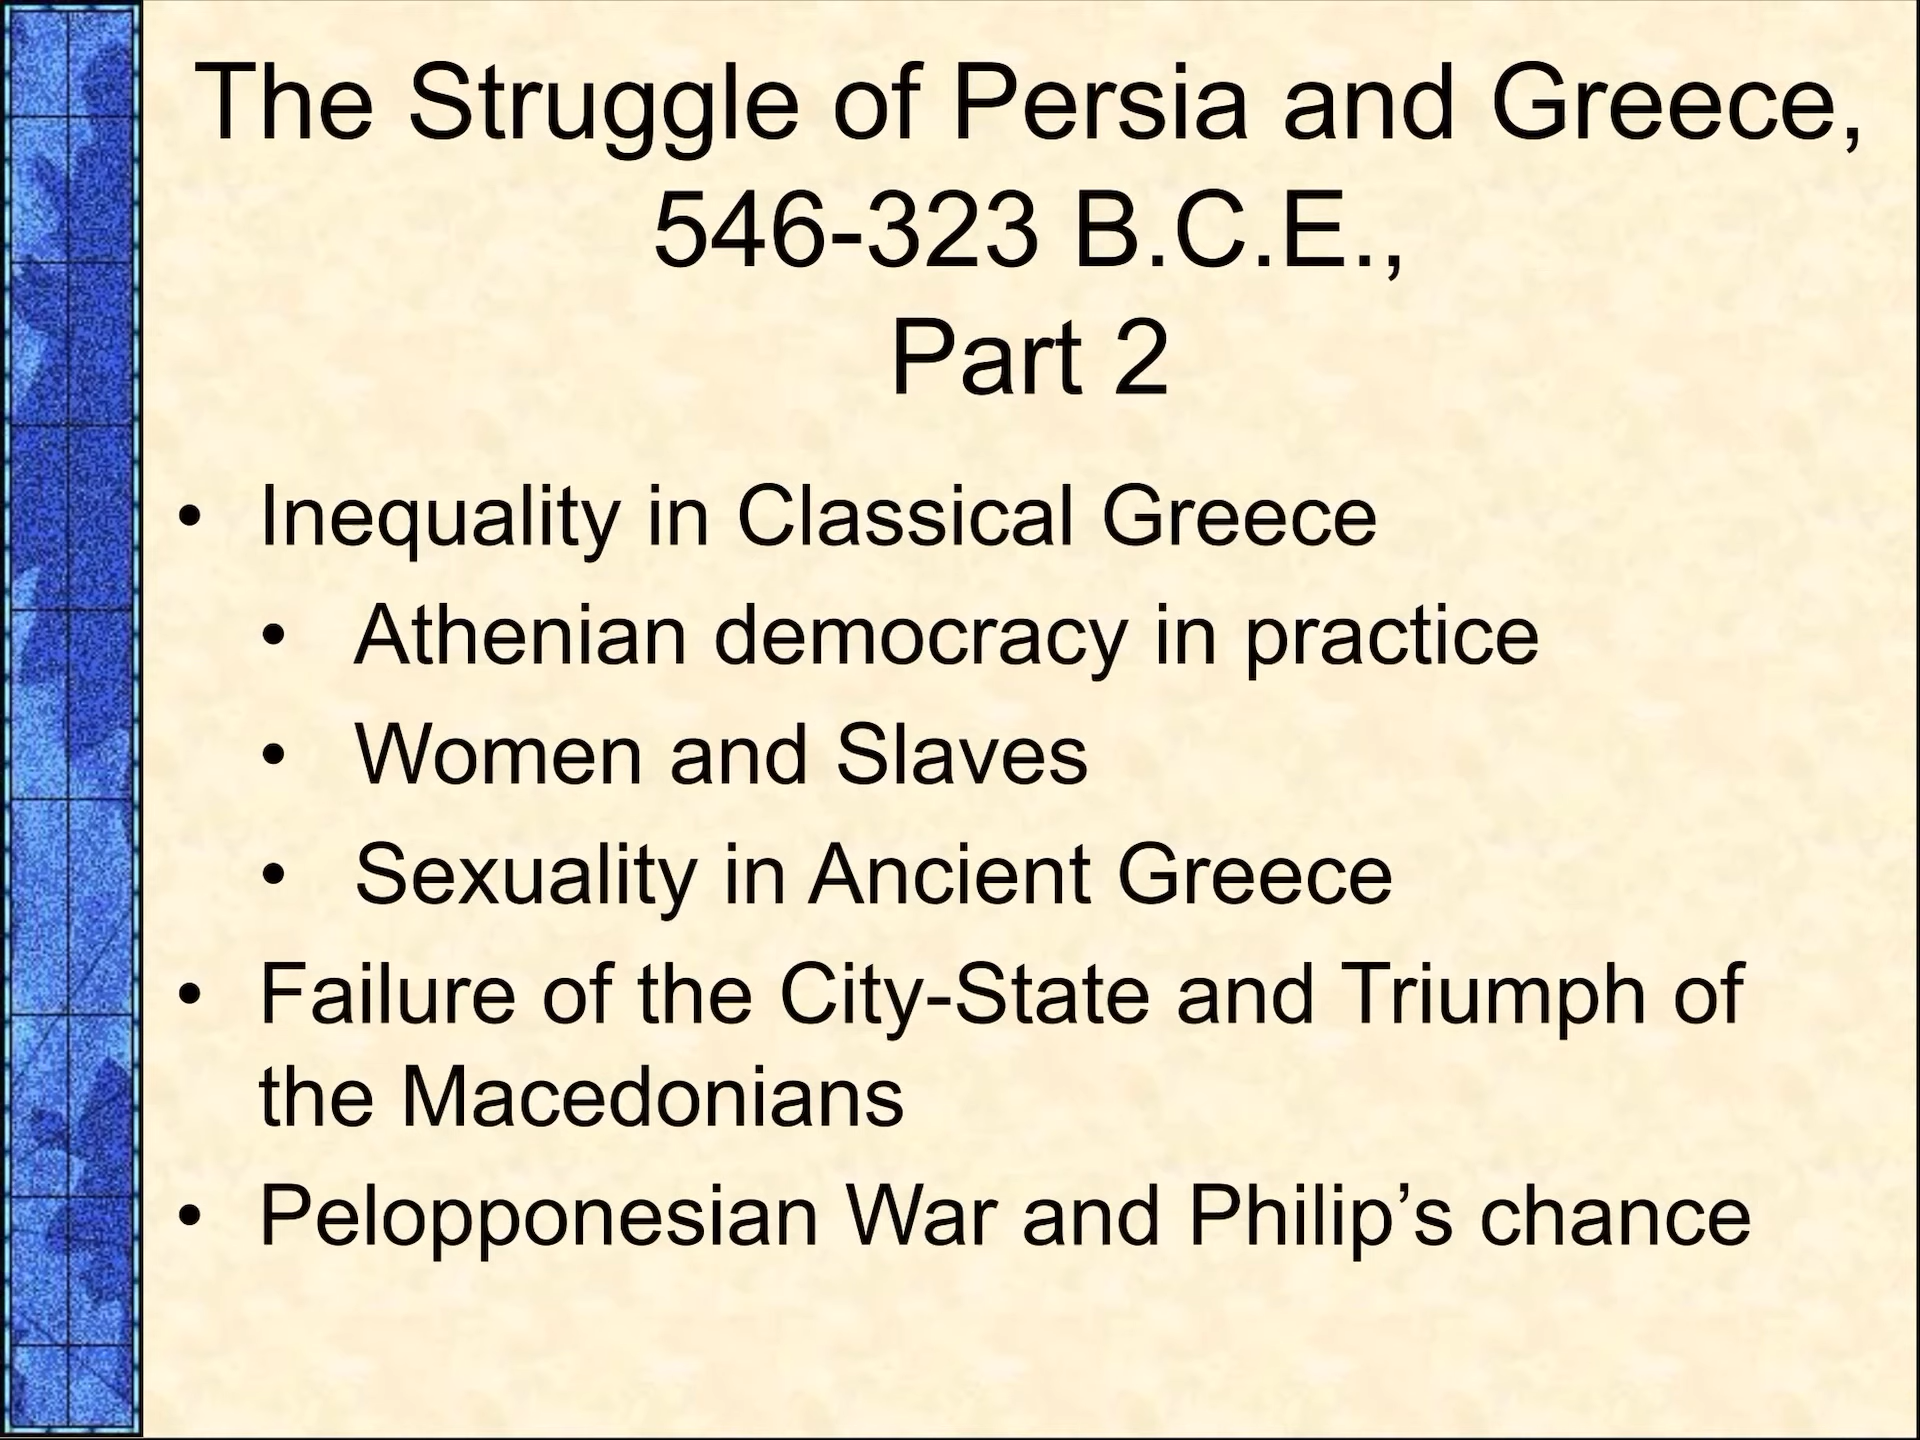 The Struggle of Persia and Greece,
546-323 B.C.E.,
Part 2
• Inequality in Classical Greece
• Athenian democracy in practice
• Women and Slaves
• Sexuality in Ancient Greece
• Failure of the City-State and Triumph of
the Macedonians
• Peloponnesian War and Philip’s chance